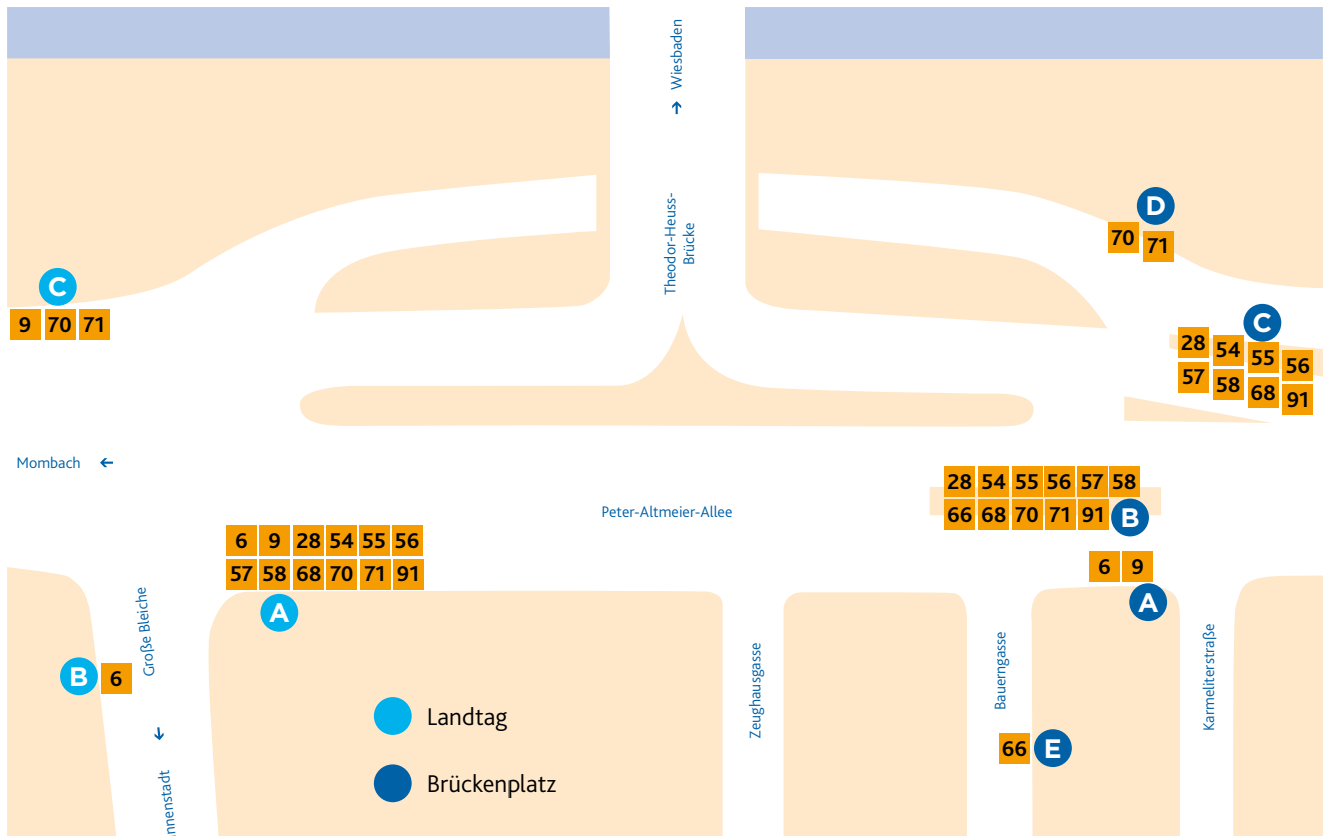 → Wiesbaden
Theodor-Heuss-
Brücke
D
70 71
C
9 70 71
C
28 54 55 56
57 58 68 91
Mombach ←
Peter-Altmeier-Allee
28 54 55 56 57 58
66 68 70 71 91 B
6 9 28 54 55 56
57 58 68 70 71 91
A
6 9
A
Große Bleiche
B 6
Zeughausgasse
Bauerngasse
Karmeliterstraße
Landtag
66 E
Brückenplatz
←
nnenstadt